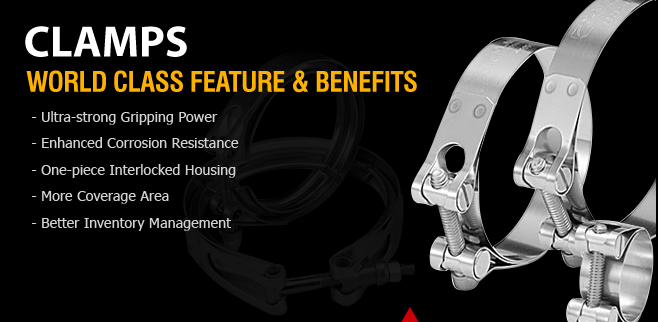 CLAMPS
WORLD CLASS FEATURE & BENEFITS
- Ultra-strong Gripping Power
- Enhanced Corrosion Resistance
- One-piece Interlocked Housing
- More Coverage Area
- Better Inventory Management